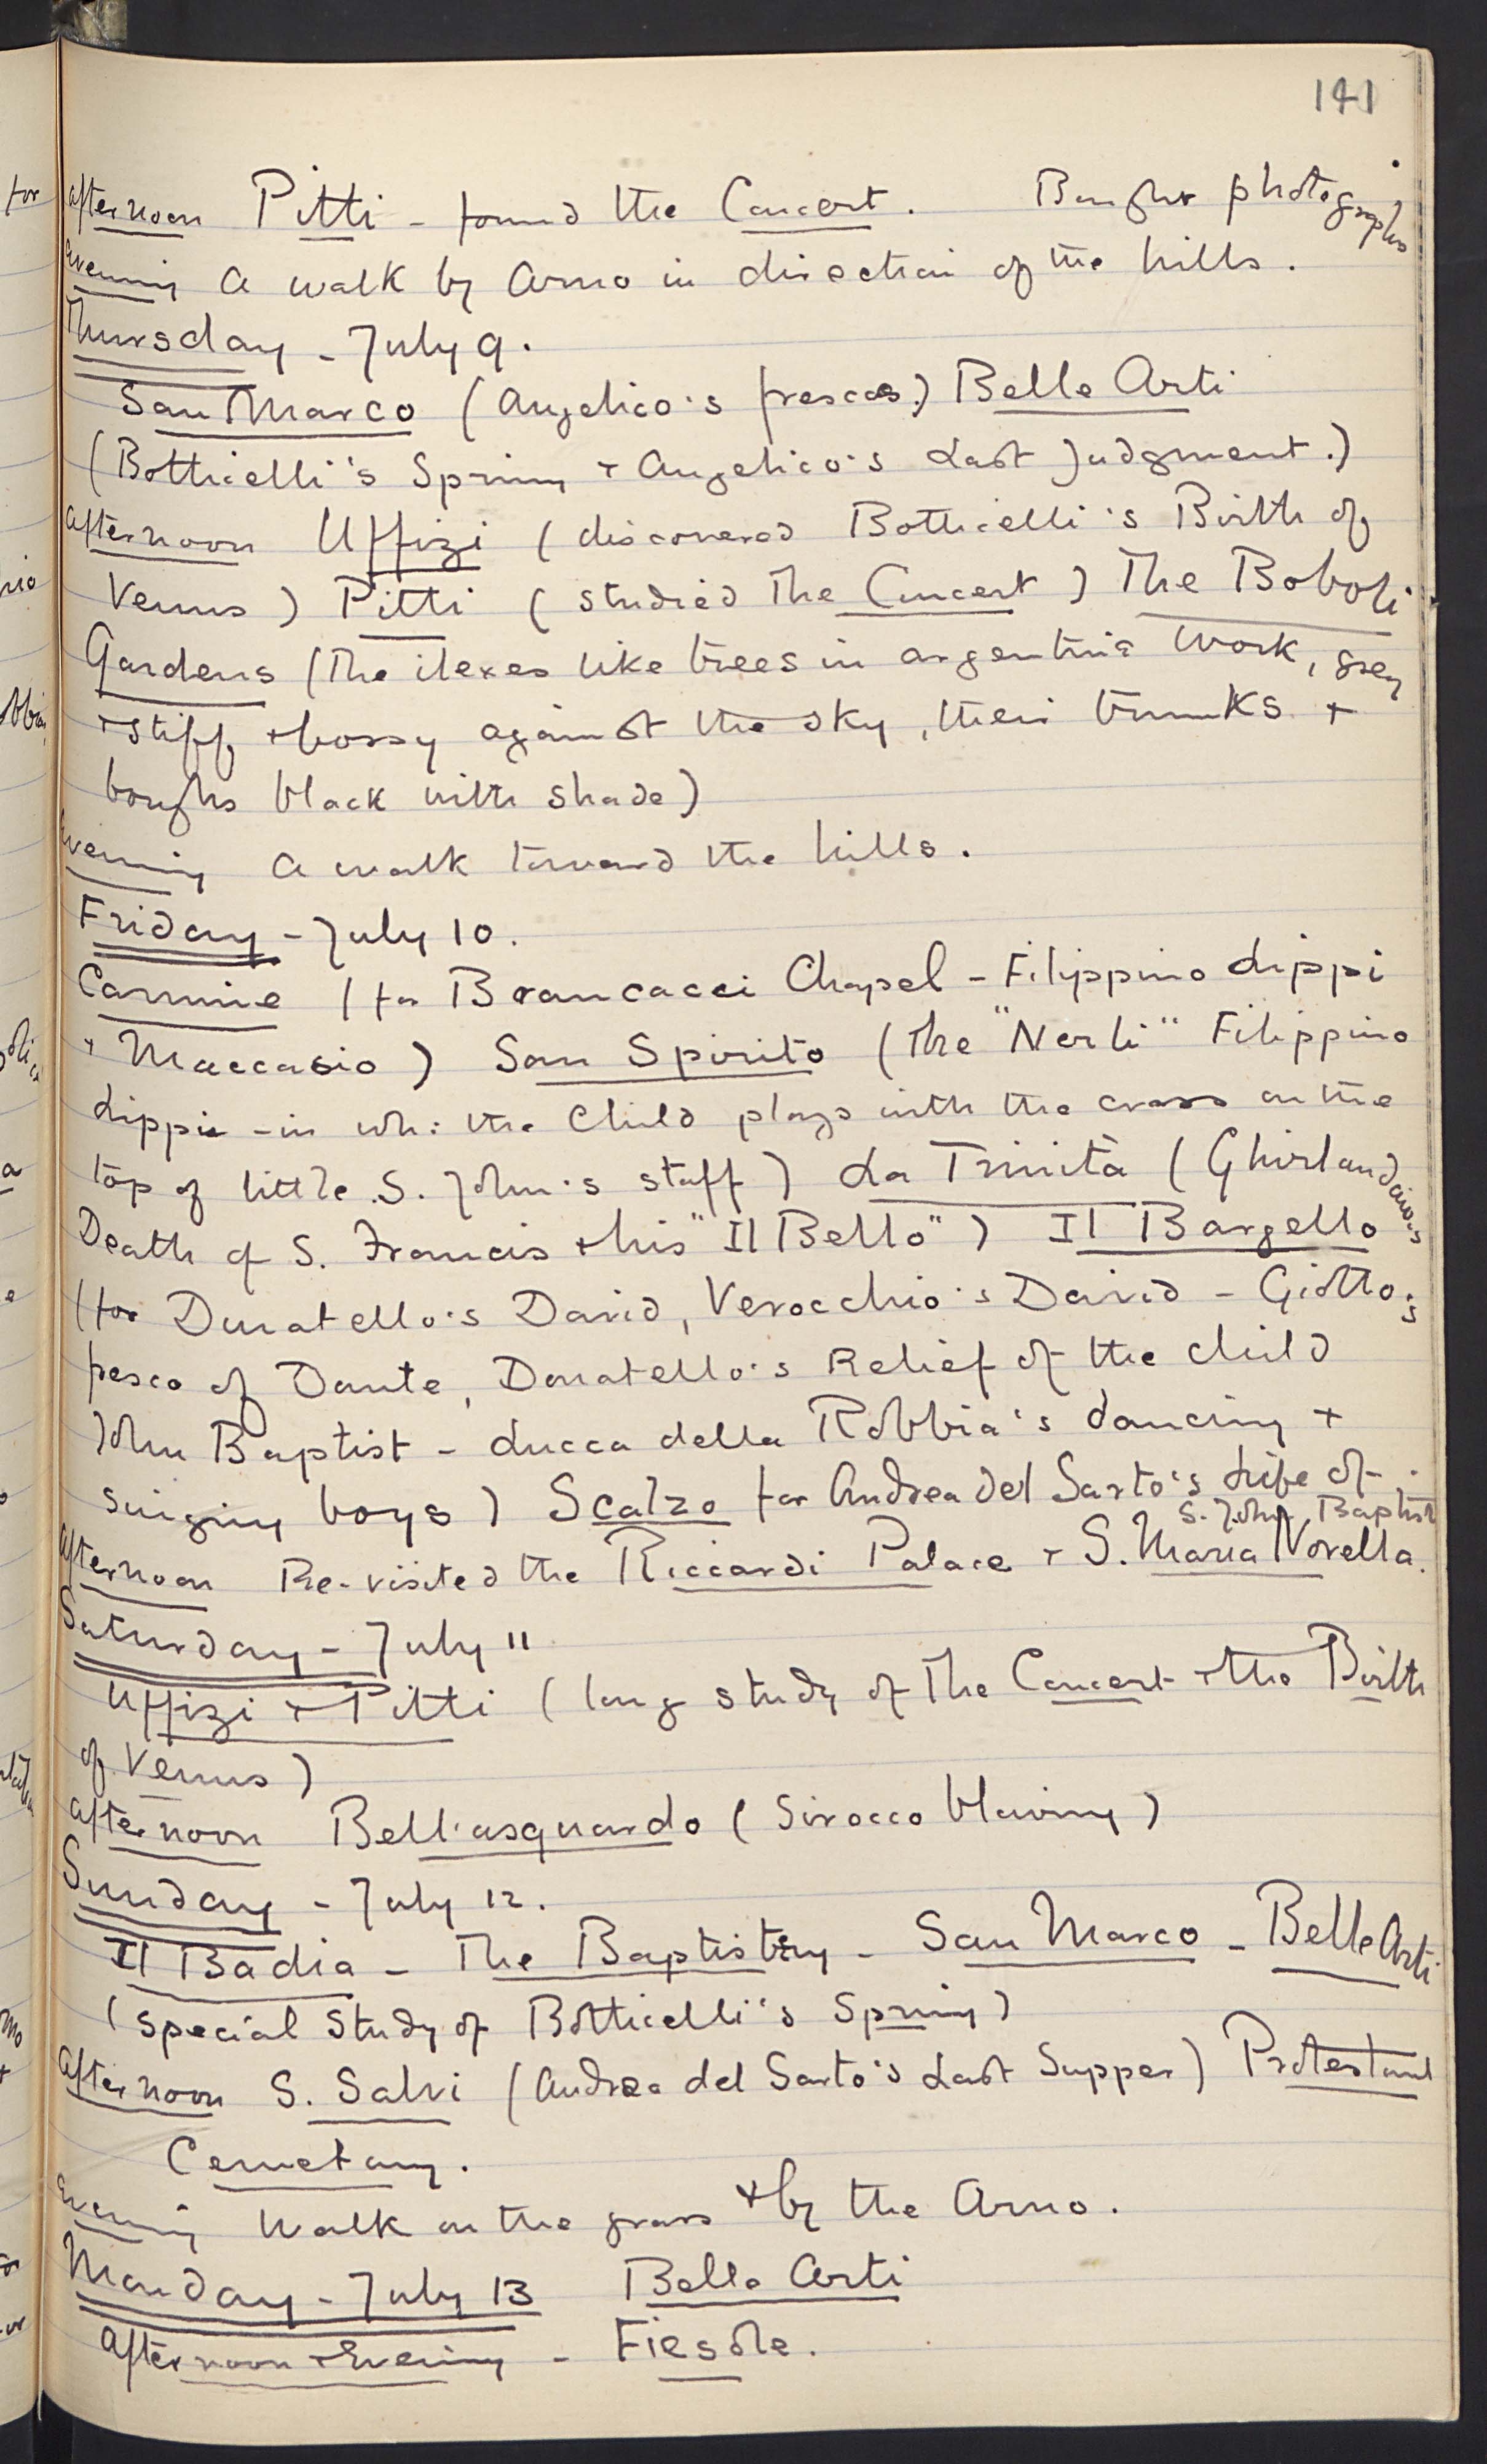 141
afternoon Pitti - found the Concert. Bought photographs
evening A walk by Arno in direction of the hills.
Thursday - July 9.
San Marco (Angelico's frescos.) Belle Arti
(Botticelli's Spring + Angelico's Last Judgment.)
afternoon Uffizi (discovered Botticelli's Birth of
Venus) Pitti (studied The Concert) The Boboli
Gardens (The ilexes like trees in argentina work, grey
+ stiff + bossy against the sky, their trunks +
boughs black with shade)
evening A walk toward the hills.
Friday - July 10.
Carmine (for Brancacci Chapel - Filippino Lippi
+ Maccasio) San Spirito (The "Nerli" Filippino
Lippi - in wh: the Child plays with the cross on the
top of little S. John's staff) La Trinità (Ghirlandaio's
Death of S. Francis + his "Il Bello") Il Bargello
(for Donatello's David, Verocchio's David - Giotto's
fresco of Dante, Donatello's Relief of the child
John Baptist - Lucca della Robbia's dancing +
singing boys) Scalzo for Andrea del Sarto's Life of
S. John Baptist
afternoon Re-visited the Riccardi Palace + S. Maria Novella.
Saturday - July 11
Uffizi + Pitti (long study of The Concert + the Birth
of Venus)
afternoon Bell'osguardo (Sirocco blowing)
Sunday - July 12.
Il Badia - The Baptistry - San Marco - Belle Arti
(special study of Botticelli's Spring)
Afternoon S. Salvi (Andrea del Sarto's Last Supper) Protestant
Cemetary.
evening Walk on the grass + by the Arno.
Monday - July 13 Belle Arti
Afternoon + Evening - Fiesole.